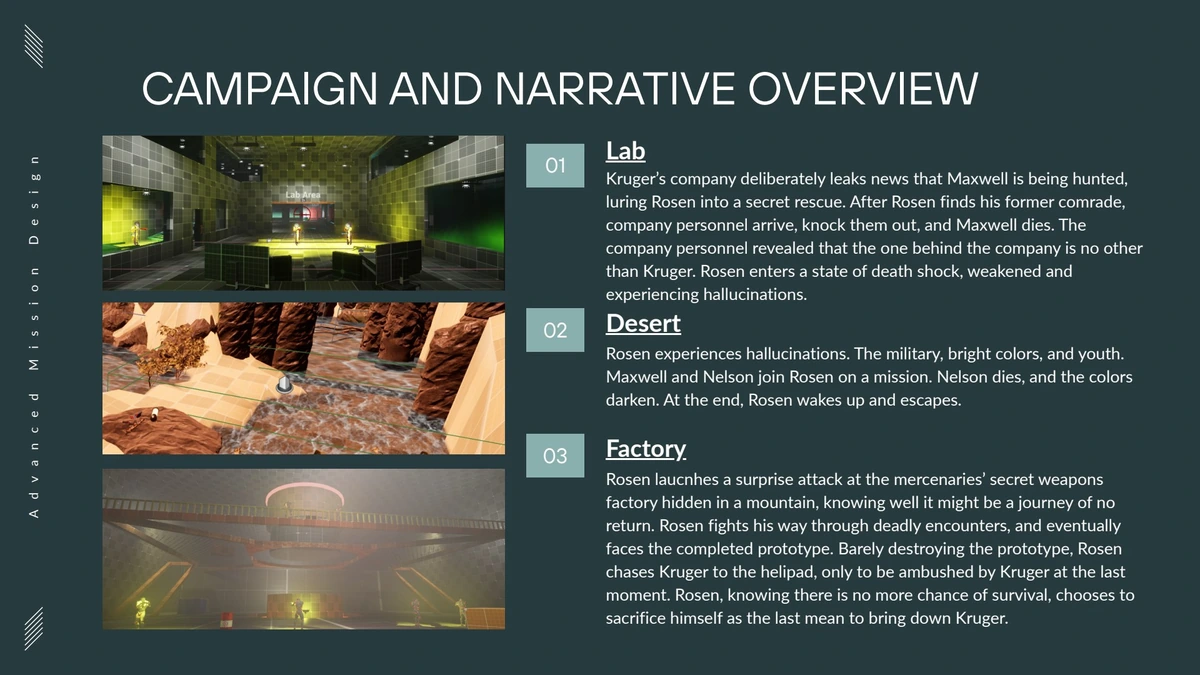 CAMPAIGN AND NARRATIVE OVERVIEW
Advanced Mission Design
Lab Area
01
Lab
Kruger’s company deliberately leaks news that Maxwell is being hunted,
luring Rosen into a secret rescue. After Rosen finds his former comrade,
company personnel arrive, knock them out, and Maxwell dies. The
company personnel revealed that the one behind the company is no other
than Kruger. Rosen enters a state of death shock, weakened and
experiencing hallucinations.
02
Desert
Rosen experiences hallucinations. The military, bright colors, and youth.
Maxwell and Nelson join Rosen on a mission. Nelson dies, and the colors
darken. At the end, Rosen wakes up and escapes.
03
Factory
Rosen laucnhes a surprise attack at the mercenaries’ secret weapons
factory hidden in a mountain, knowing well it might be a journey of no
return. Rosen fights his way through deadly encounters, and eventually
faces the completed prototype. Barely destroying the prototype, Rosen
chases Kruger to the helipad, only to be ambushed by Kruger at the last
moment. Rosen, knowing there is no more chance of survival, chooses to
sacrifice himself as the last mean to bring down Kruger.